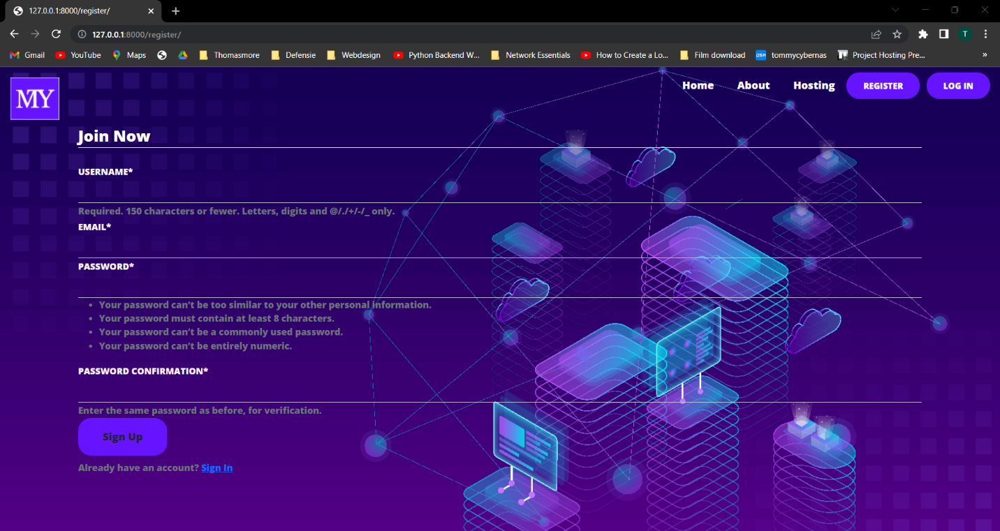 127.0.0.1:8000/register/
127.0.0.1:8000/register/
T
Gmail YouTube Maps Thomasmore Defensie Webdesign Python Backend W... Network Essentials How to Create a Lo... Film download DSM tommycybernas Project Hosting Pre... »
MTY
Home About Hosting REGISTER LOG IN
Join Now
USERNAME*
Required. 150 characters or fewer. Letters, digits and @/./+/-/_ only.
EMAIL*
PASSWORD*
• Your password can't be too similar to your other personal information.
• Your password must contain at least 8 characters.
• Your password can't be a commonly used password.
• Your password can't be entirely numeric.
PASSWORD CONFIRMATION*
Enter the same password as before, for verification.
Sign Up
Already have an account? Sign In